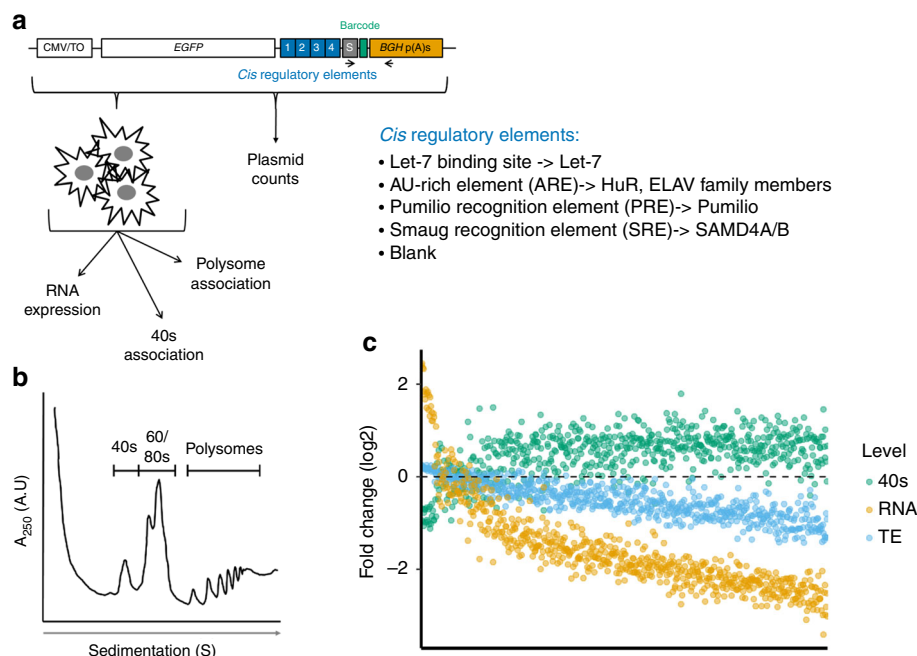 a
Barcode
CMV/TO
EGFP
1 2 3 4
S
BGH p(A)s
Cis regulatory elements
Plasmid
counts
Polysome
association
RNA
expression
40s
association
Cis regulatory elements:
• Let-7 binding site -> Let-7
• AU-rich element (ARE)-> HuR, ELAV family members
• Pumilio recognition element (PRE)-> Pumilio
• Smaug recognition element (SRE)-> SAMD4A/B
• Blank
b
40s
60/
80s
Polysomes
A250 (A.U)
Sedimentation (S)
c
2
0
–2
Fold change (log2)
Level
40s
RNA
TE